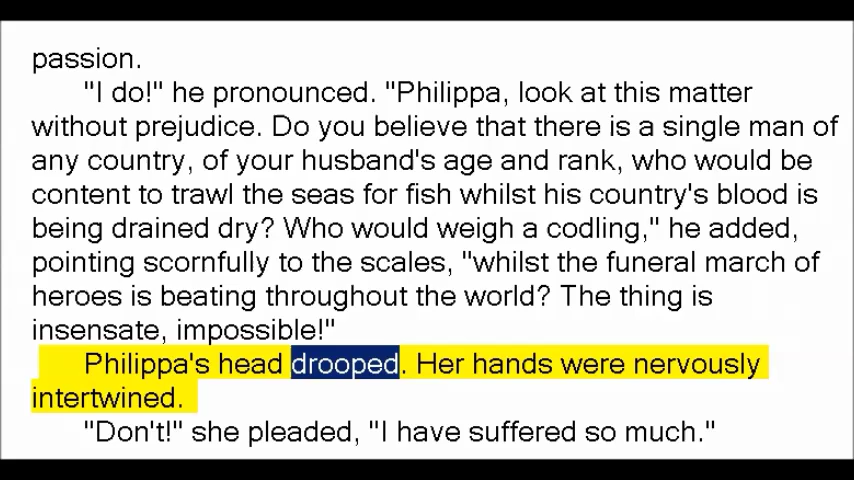 passion.
"I do!" he pronounced. "Philippa, look at this matter
without prejudice. Do you believe that there is a single man of
any country, of your husband's age and rank, who would be
content to trawl the seas for fish whilst his country's blood is
being drained dry? Who would weigh a codling," he added,
pointing scornfully to the scales, "whilst the funeral march of
heroes is beating throughout the world? The thing is
insensate, impossible!"
Philippa's head drooped. Her hands were nervously
intertwined.
"Don't!" she pleaded, "I have suffered so much."